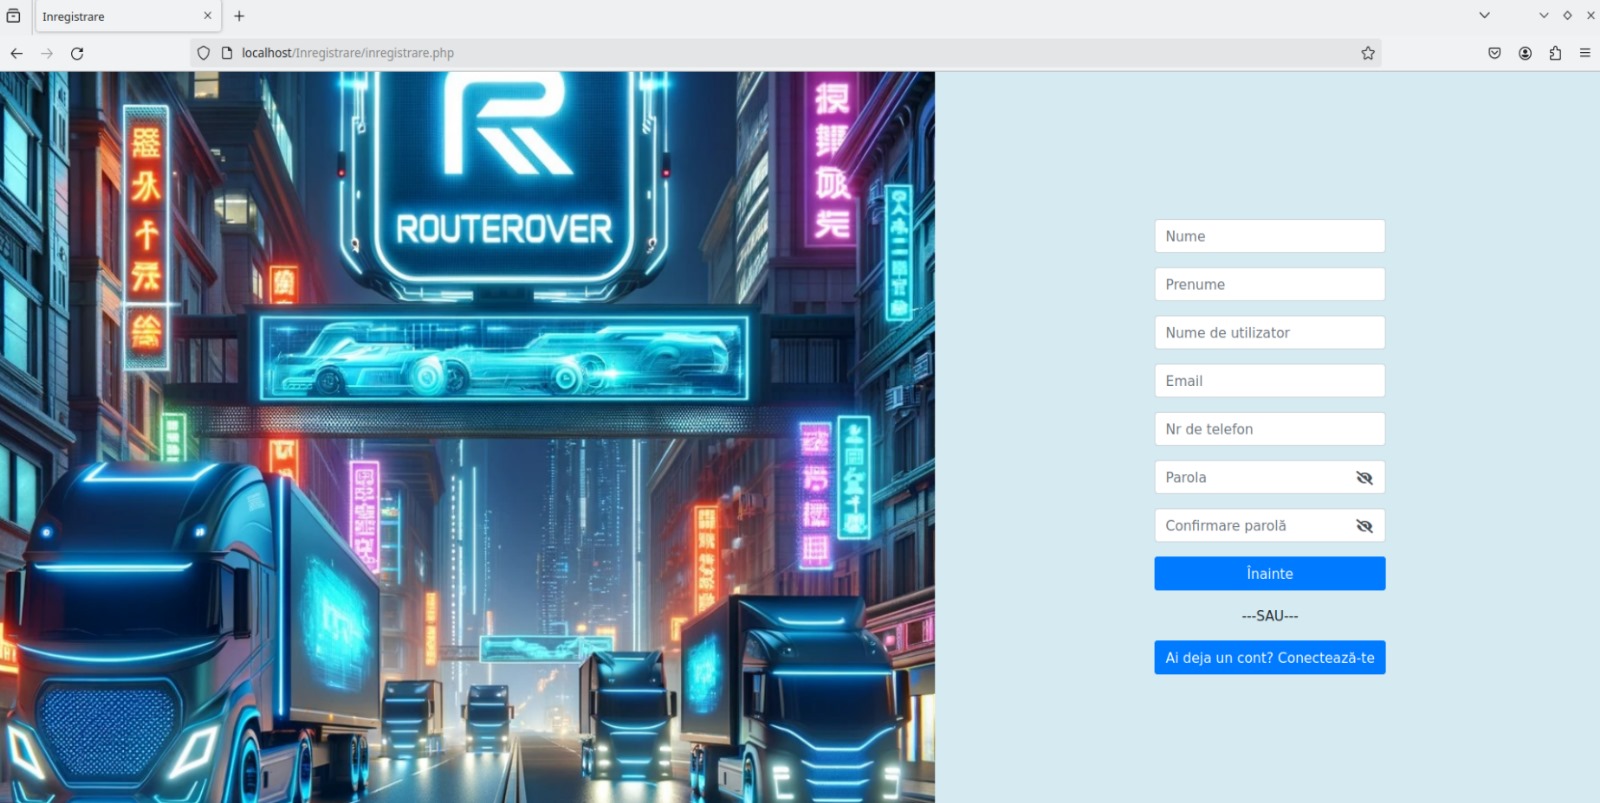 Inregistrare
localhost/Inregistrare/inregistrare.php
ROUTEROVER
Nume
Prenume
Nume de utilizator
Email
Nr de telefon
Parola
Confirmare parolă
Înainte
---SAU---
Ai deja un cont? Conectează-te